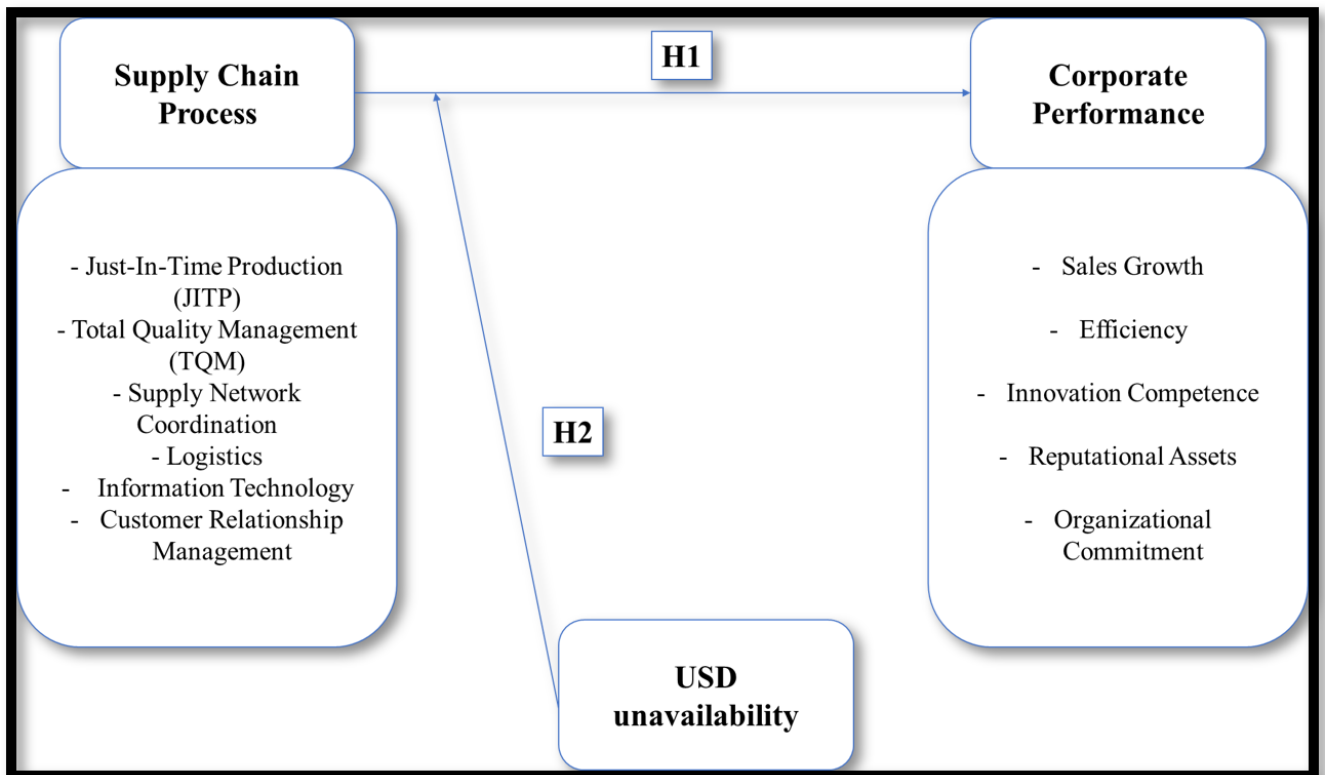 Supply Chain
Process
H1
Corporate
Performance
- Just-In-Time Production
(JITP)
- Total Quality Management
(TQM)
- Supply Network
Coordination
- Logistics
- Information Technology
- Customer Relationship
Management
- Sales Growth
- Efficiency
- Innovation Competence
- Reputational Assets
- Organizational
Commitment
H2
USD
unavailability